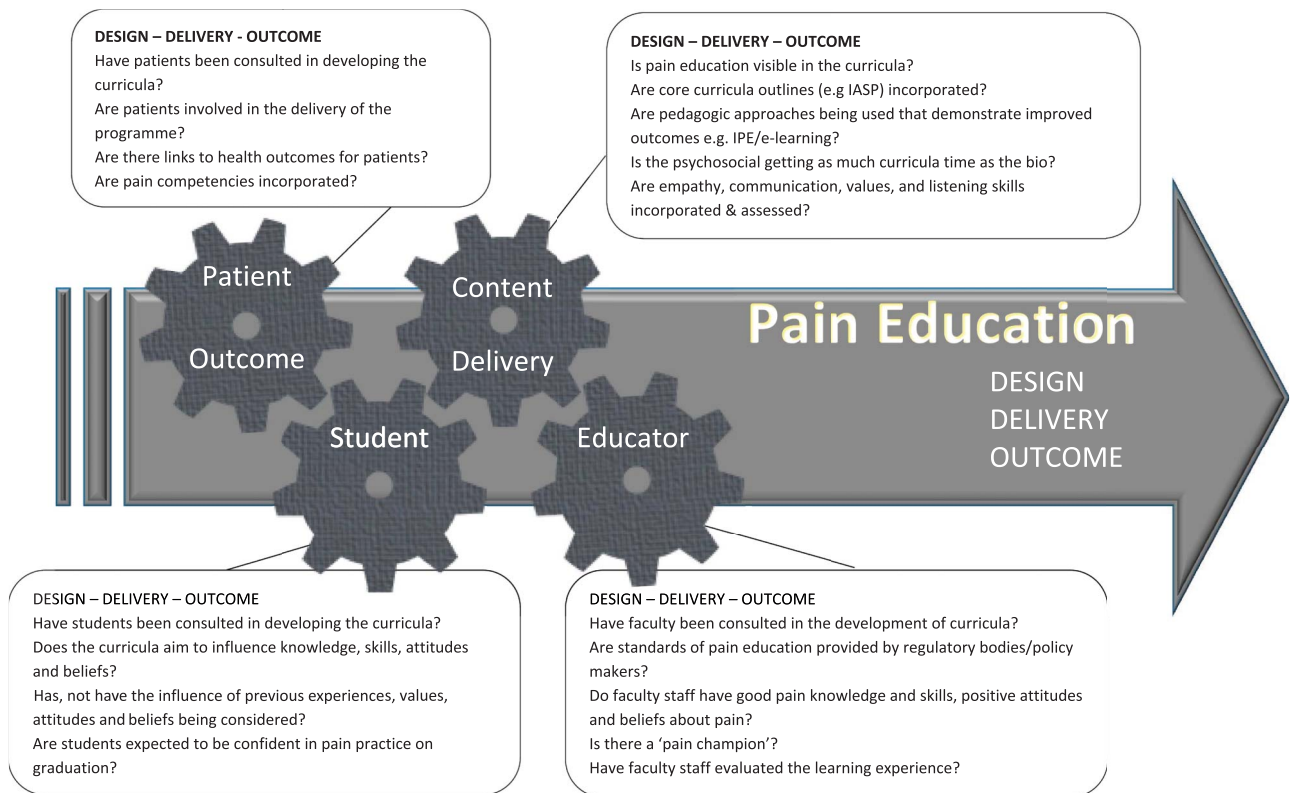 DESIGN – DELIVERY - OUTCOME
Have patients been consulted in developing the
curricula?
Are patients involved in the delivery of the
programme?
Are there links to health outcomes for patients?
Are pain competencies incorporated?
DESIGN – DELIVERY – OUTCOME
Is pain education visible in the curricula?
Are core curricula outlines (e.g IASP) incorporated?
Are pedagogic approaches being used that demonstrate improved
outcomes e.g. IPE/e-learning?
Is the psychosocial getting as much curricula time as the bio?
Are empathy, communication, values, and listening skills
incorporated & assessed?
Patient
Outcome
Content
Delivery
Student
Educator
Pain Education
DESIGN
DELIVERY
OUTCOME
DESIGN – DELIVERY – OUTCOME
Have students been consulted in developing the curricula?
Does the curricula aim to influence knowledge, skills, attitudes
and beliefs?
Has, not have the influence of previous experiences, values,
attitudes and beliefs being considered?
Are students expected to be confident in pain practice on
graduation?
DESIGN – DELIVERY – OUTCOME
Have faculty been consulted in the development of curricula?
Are standards of pain education provided by regulatory bodies/policy
makers?
Do faculty staff have good pain knowledge and skills, positive attitudes
and beliefs about pain?
Is there a ‘pain champion’?
Have faculty staff evaluated the learning experience?